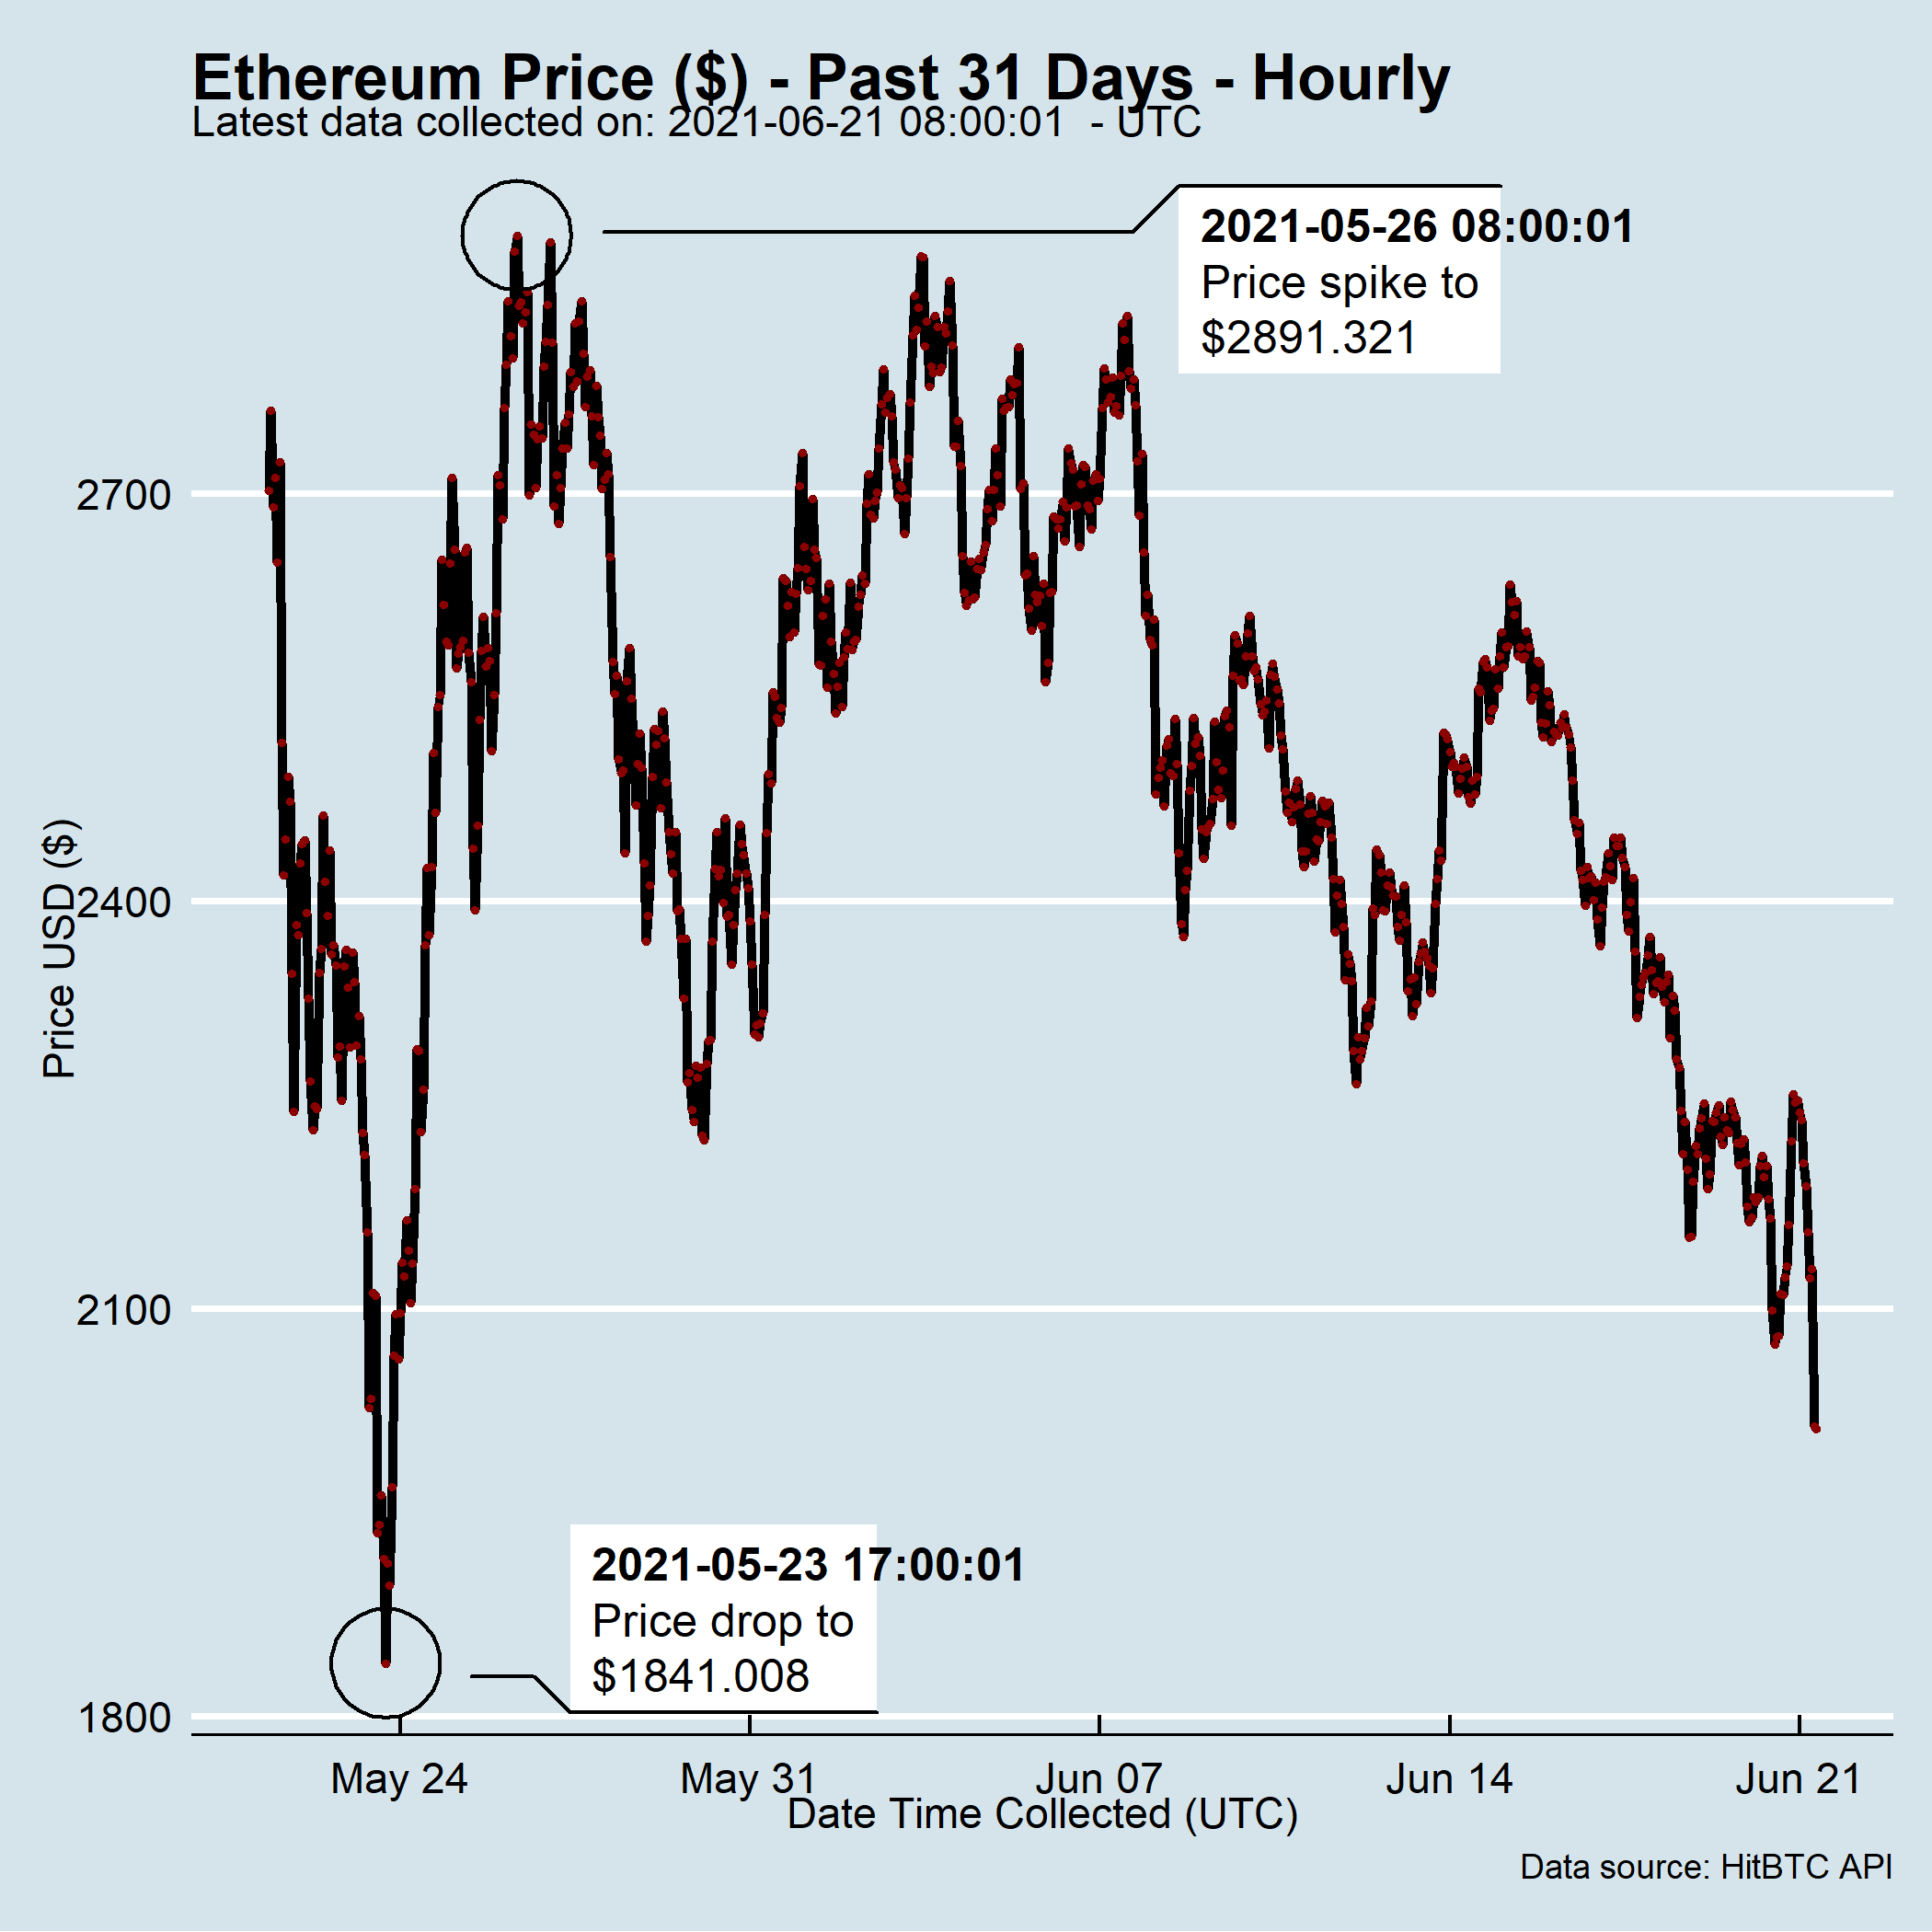 Ethereum Price ($) - Past 31 Days - Hourly
Latest data collected on: 2021-06-21 08:00:01  - UTC
2021-05-26 08:00:01
Price spike to
$2891.321
2700
2400
2100
1800
Price USD ($)
2021-05-23 17:00:01
Price drop to
$1841.008
May 24
May 31
Jun 07
Jun 14
Jun 21
Date Time Collected (UTC)
Data source: HitBTC API